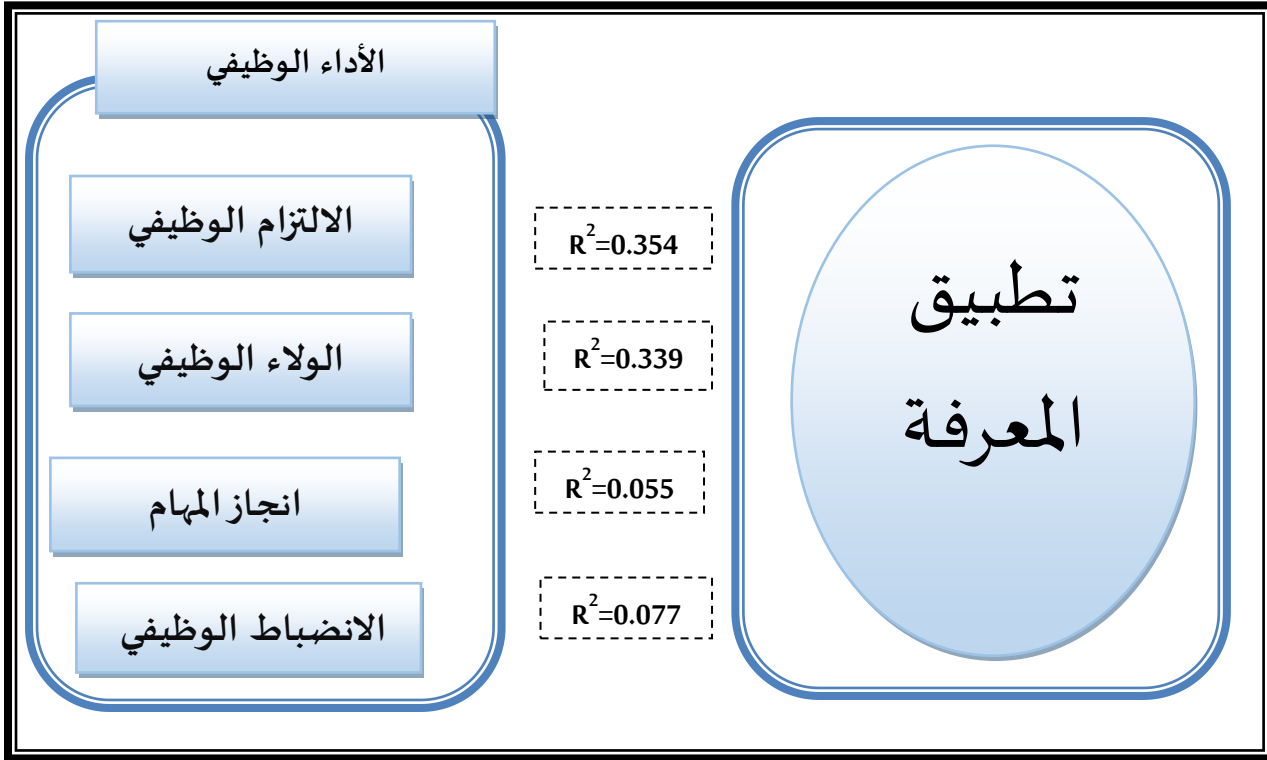 الأداء الوظيفي
تطبيق
المعرفة
R²=0.354
الالتزام الوظيفي
R²=0.339
الولاء الوظيفي
R²=0.055
انجاز المهام
R²=0.077
الانضباط الوظيفي